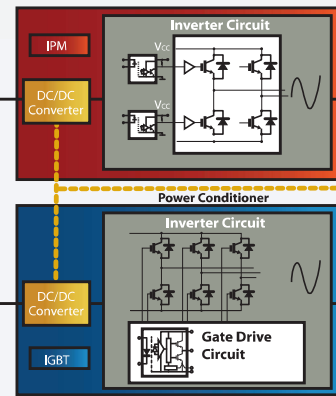 Inverter Circuit
IPM
VCC
DC/DC
Converter
VCC
Power Conditioner
Inverter Circuit
DC/DC
Converter
Gate Drive
Circuit
IGBT